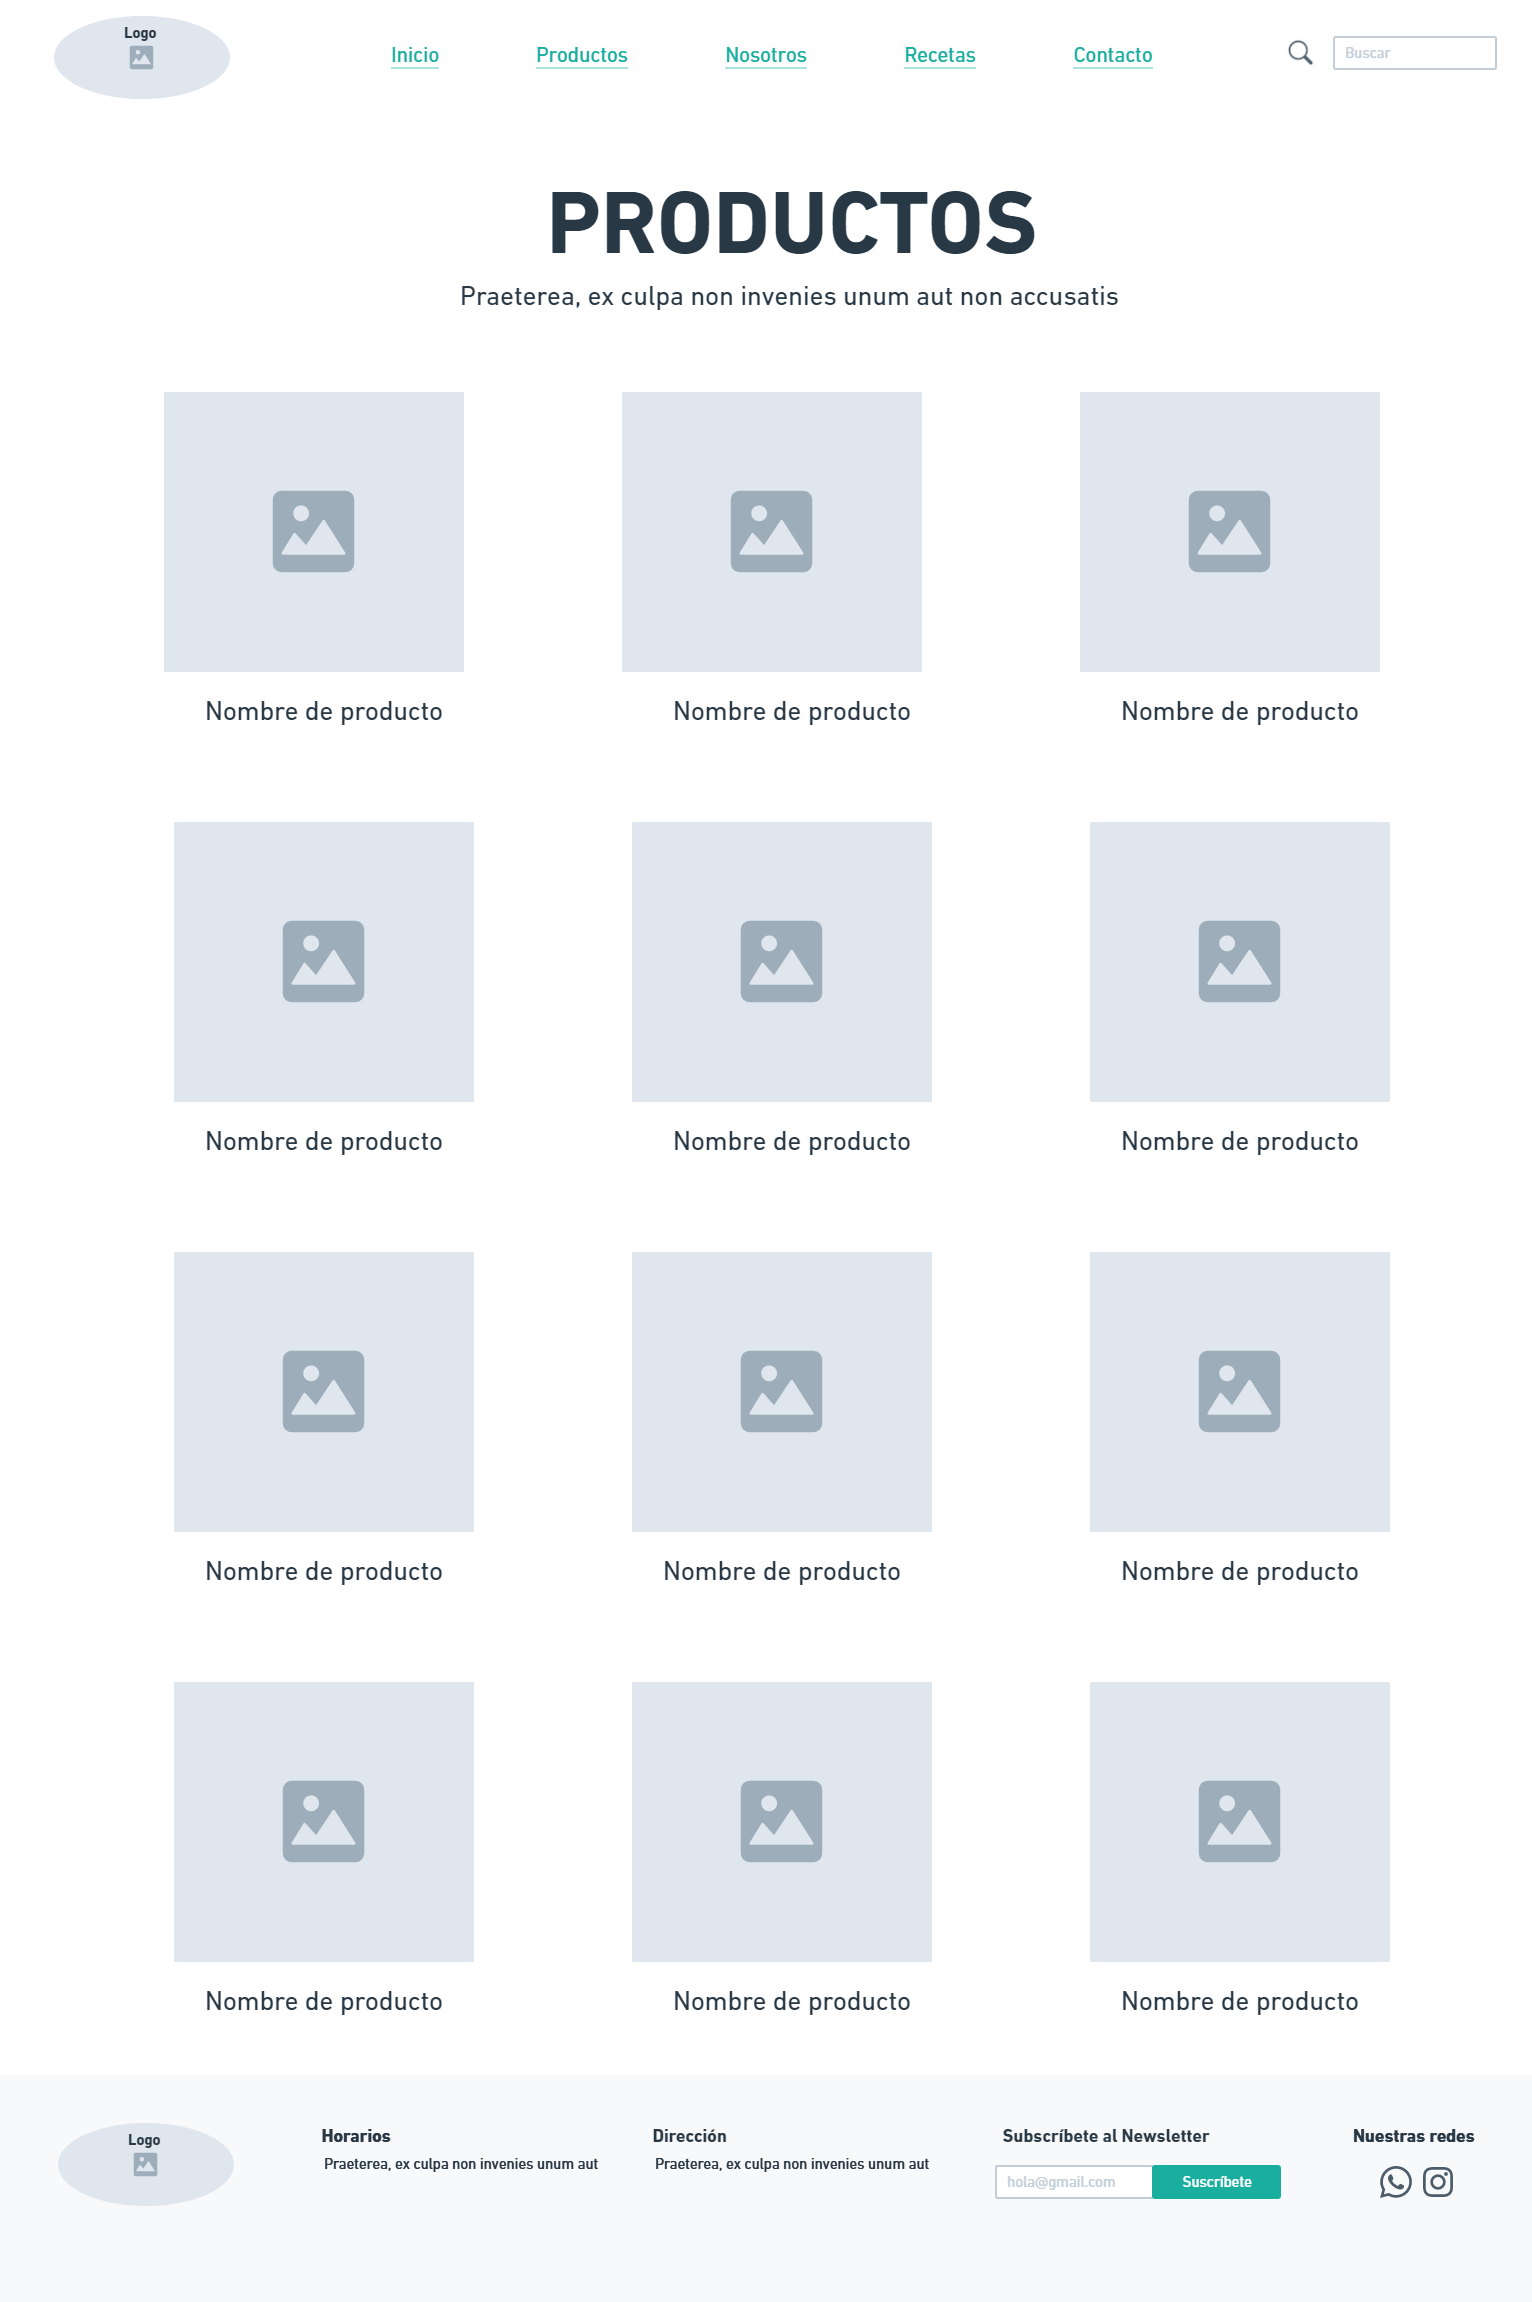 Logo
Inicio
Productos
Nosotros
Recetas
Contacto
Buscar
PRODUCTOS
Praeterea, ex culpa non invenies unum aut non accusatis
Nombre de producto
Nombre de producto
Nombre de producto
Nombre de producto
Nombre de producto
Nombre de producto
Nombre de producto
Nombre de producto
Nombre de producto
Nombre de producto
Nombre de producto
Nombre de producto
Logo
Horarios
Praeterea, ex culpa non invenies unum aut
Dirección
Praeterea, ex culpa non invenies unum aut
Subscríbete al Newsletter
hola@gmail.com
Suscríbete
Nuestras redes